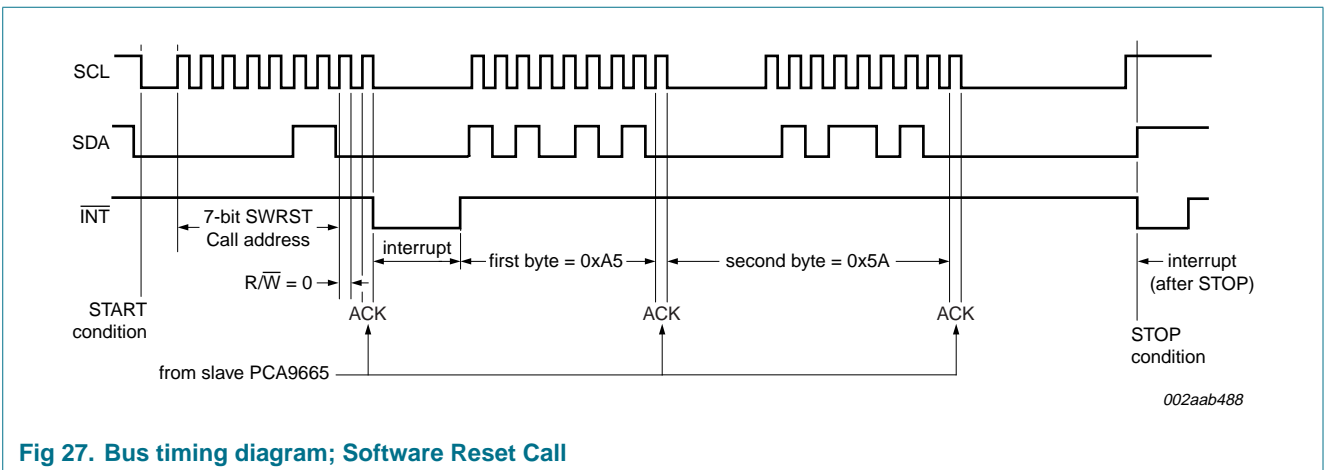 SCL
SDA
INT
7-bit SWRST
Call address
interrupt
first byte = 0xA5
second byte = 0x5A
interrupt
(after STOP)
R/W = 0
START
condition
ACK
ACK
ACK
STOP
condition
from slave PCA9665
002aab488
Fig 27. Bus timing diagram; Software Reset Call